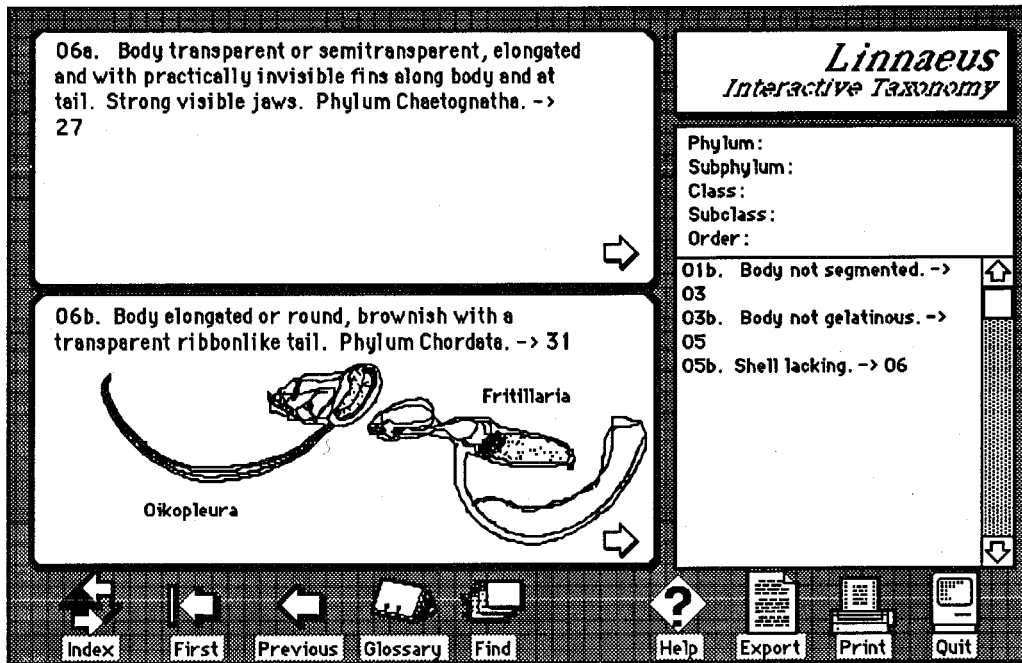 06a. Body transparent or semitransparent, elongated
and with practically invisible fins along body and at
tail. Strong visible jaws. Phylum Chaetognatha. ->
27
06b. Body elongated or round, brownish with a
transparent ribbonlike tail. Phylum Chordata. -> 31
Fritillaria
Oikopleura
Linnaeus
Interactive Taxonomy
Phylum:
Subphylum:
Class:
Subclass:
Order:
01b. Body not segmented. ->
03
03b. Body not gelatinous. ->
05
05b. Shell lacking. -> 06
Index First Previous Glossary Find ? Help Export Print Quit